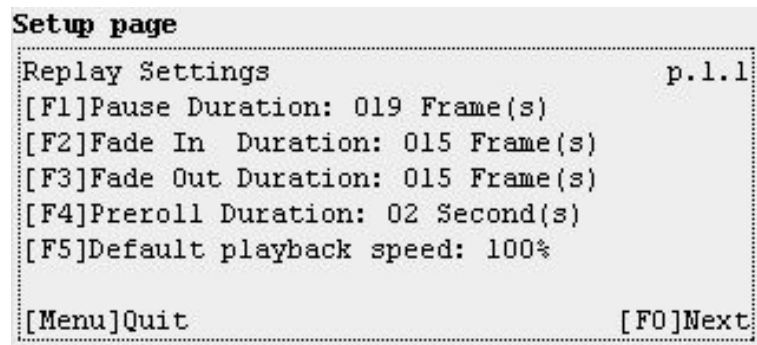 Setup page
Replay Settings p.1.1
[F1]Pause Duration: 019 Frame(s)
[F2]Fade In  Duration: 015 Frame(s)
[F3]Fade Out Duration: 015 Frame(s)
[F4]Preroll Duration: 02 Second(s)
[F5]Default playback speed: 100%
[Menu]Quit [F0]Next